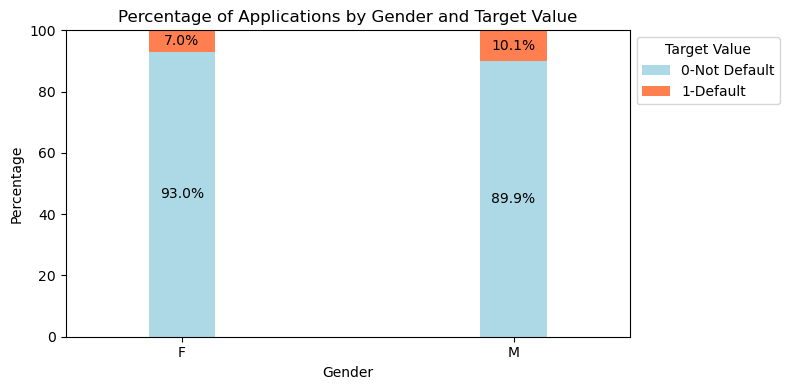 Percentage of Applications by Gender and Target Value
100
80
60
40
20
0
Percentage
7.0%
93.0%
10.1%
89.9%
F
M
Gender
Target Value
0-Not Default
1-Default